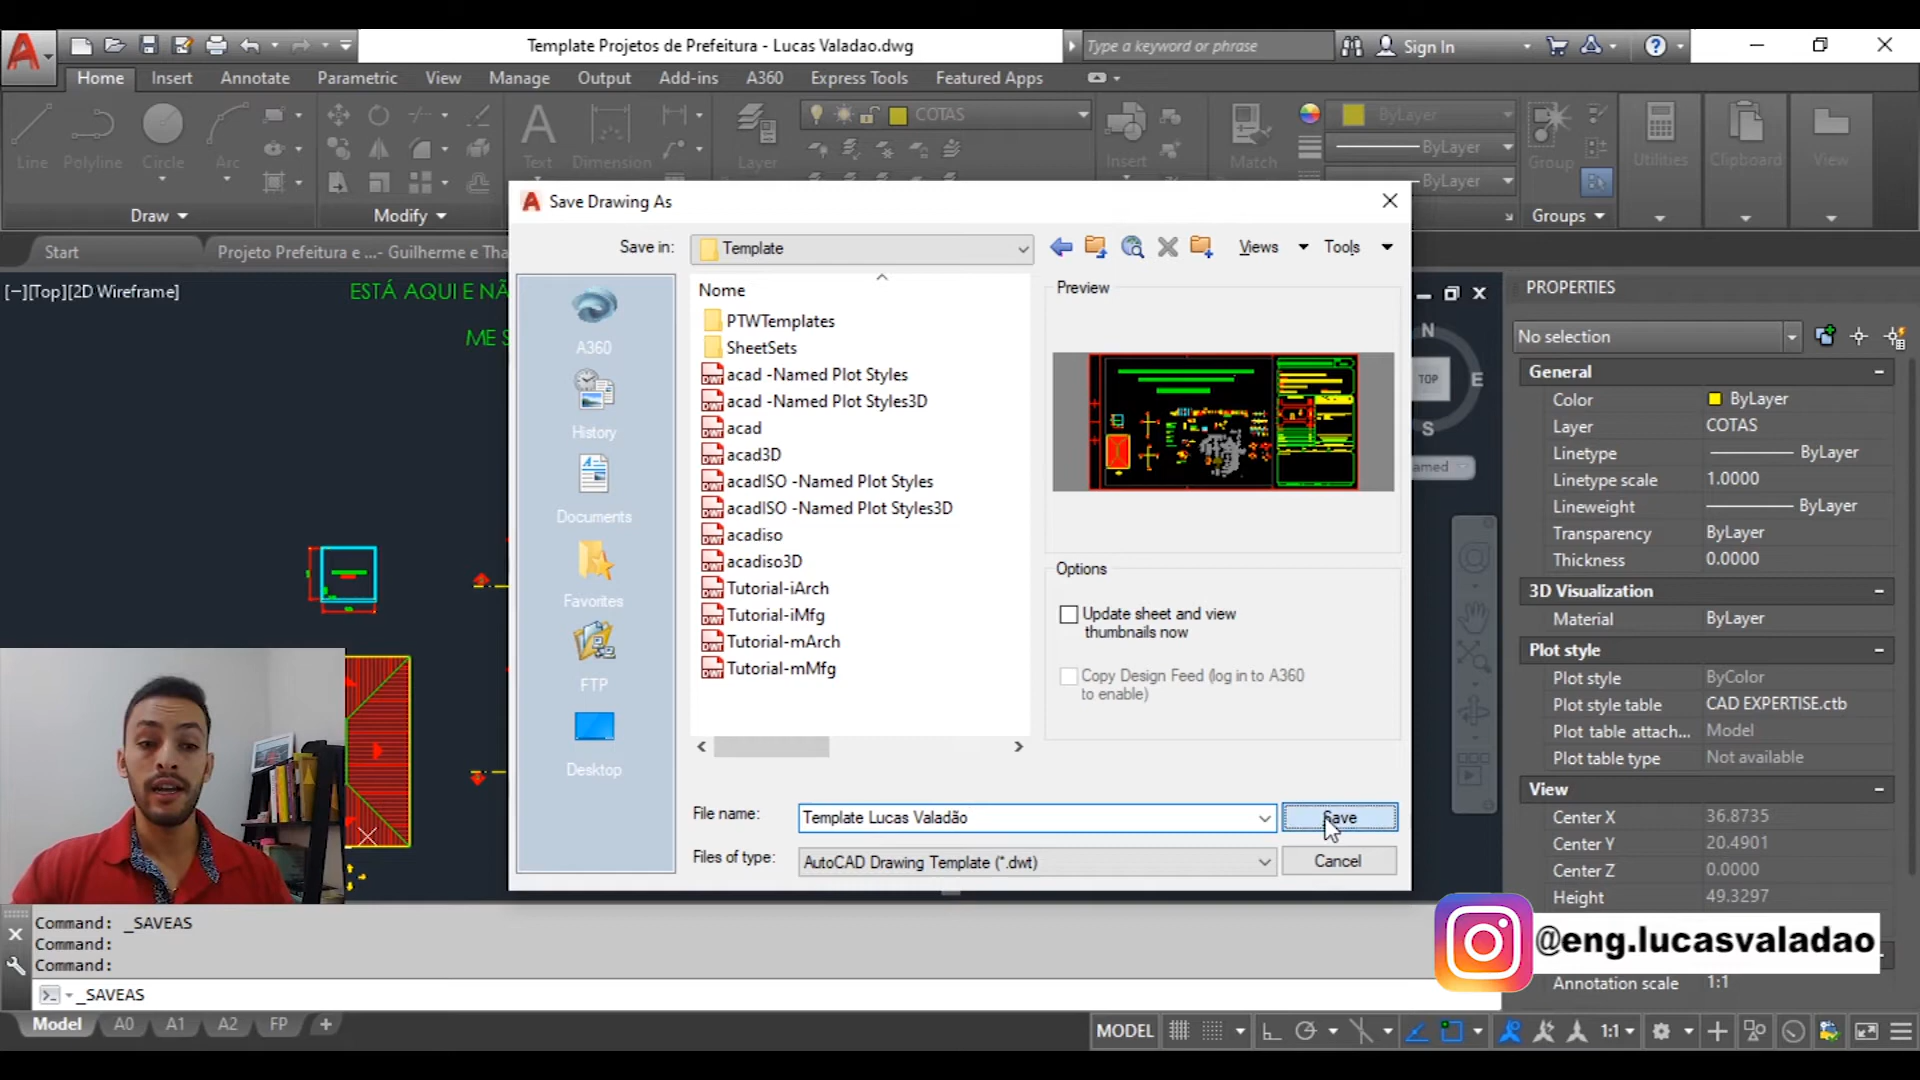 Template Projetos de Prefeitura - Lucas Valadao.dwg
Type a keyword or phrase
Sign In
Home Insert Annotate Parametric View Manage Output Add-ins A360 Express Tools Featured Apps
COTAS
ByLayer
Line Polyline Circle Arc Text Dimension Layer Insert Match Group Utilities Clipboard View
ByLayer
ByLayer
Draw Modify Groups
Start
Projeto Prefeitura e ...- Guilherme e Tha
[−][Top][2D Wireframe]
ESTÁ AQUI E NÃ
ME S
Save Drawing As
Save in: Template
Views Tools
A360
History
Documents
Favorites
FTP
Desktop
Nome
PTWTemplates
SheetSets
acad -Named Plot Styles
acad -Named Plot Styles3D
acad
acad3D
acadISO -Named Plot Styles
acadISO -Named Plot Styles3D
acadiso
acadiso3D
Tutorial-iArch
Tutorial-iMfg
Tutorial-mArch
Tutorial-mMfg
Preview
Options
Update sheet and view
thumbnails now
Copy Design Feed (log in to A360
to enable)
File name: Template Lucas Valadão
Save
Files of type: AutoCAD Drawing Template (*.dwt)
Cancel
N
TOP E
S
amed
PROPERTIES
No selection
General
Color ByLayer
Layer COTAS
Linetype ByLayer
Linetype scale 1.0000
Lineweight ByLayer
Transparency ByLayer
Thickness 0.0000
3D Visualization
Material ByLayer
Plot style
Plot style ByColor
Plot style table CAD EXPERTISE.ctb
Plot table attach... Model
Plot table type Not available
View
Center X 36.8735
Center Y 20.4901
Center Z 0.0000
Height 49.3297
@eng.lucasvaladao
Annotation scale 1:1
Command: _SAVEAS
Command:
Command:
_SAVEAS
Model A0 A1 A2 FP +
MODEL
1:1